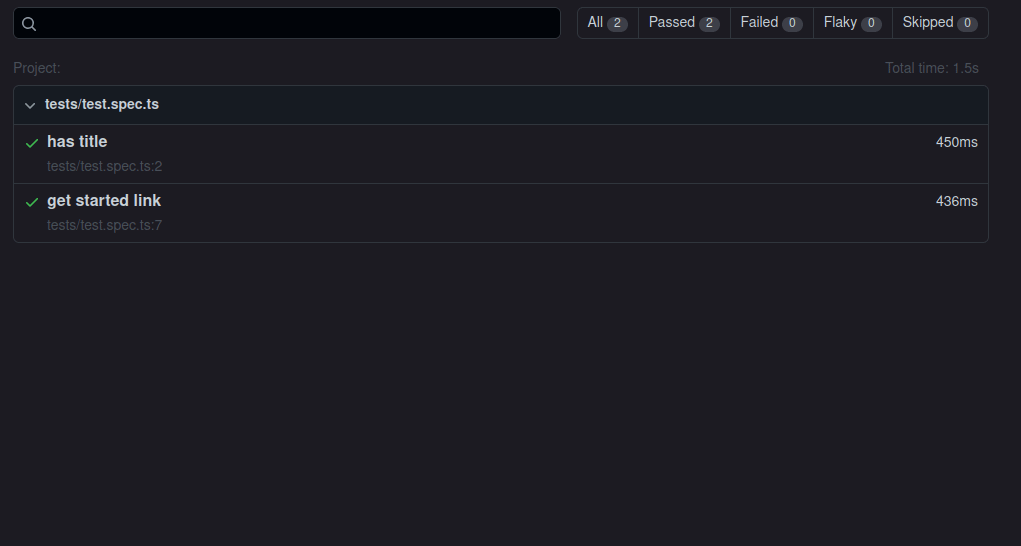 All 2 Passed 2 Failed 0 Flaky 0 Skipped 0
Project: Total time: 1.5s
tests/test.spec.ts
has title 450ms
tests/test.spec.ts:2
get started link 436ms
tests/test.spec.ts:7